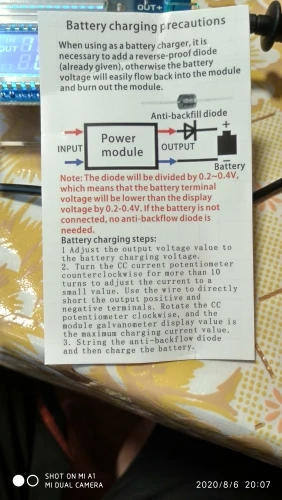 OUT+
OUT
Battery charging precautions
When using as a battery charger, it is
necessary to add a reverse-proof diode
(already given), otherwise the battery
voltage will easily flow back into the module
and burn out the module.
Anti-backfill diode
+
INPUT
Power
module
OUTPUT
−
Battery
Note: The diode will be divided by 0.2~0.4V,
which means that the battery terminal
voltage will be lower than the display
voltage by 0.2-0.4V. If the battery is not
connected, no anti-backflow diode is
needed.
Battery charging steps:
1 Adjust the output voltage value to
the battery charging voltage.
2. Turn the CC current potentiometer
counterclockwise for more than 10
turns to adjust the current to a
small value. Use the wire to directly
short the output positive and
negative terminals. Rotate the CC
potentiometer clockwise, and the
module galvanometer display value is
the maximum charging current value.
3. String the anti-backflow diode
and then charge the battery.
SHOT ON MI A1
MI DUAL CAMERA
2020/8/6 20:07